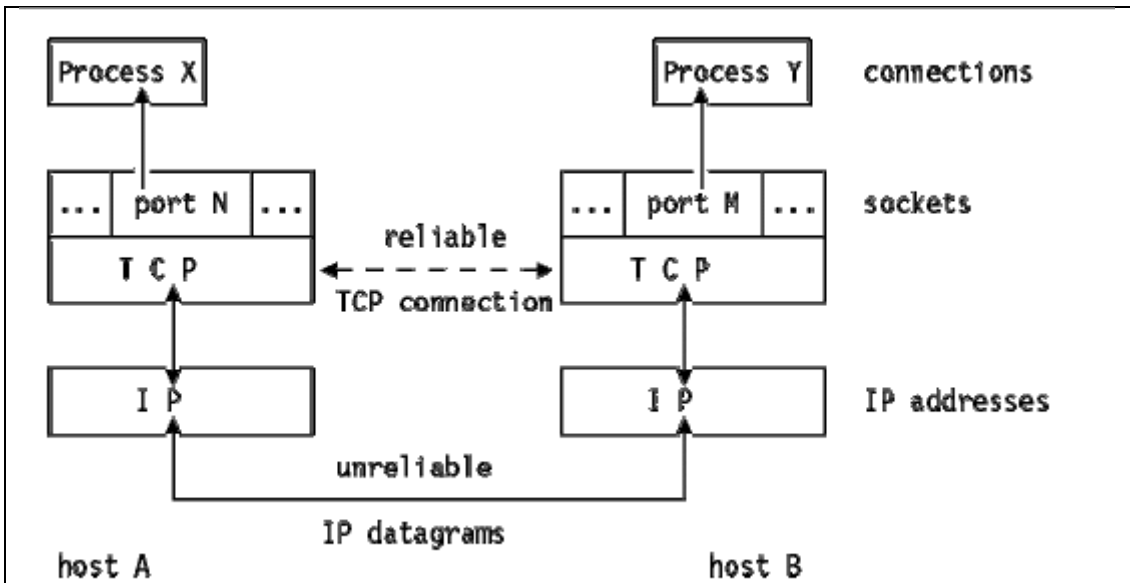 Process X Process Y connections
... port N ... ... port M ... sockets
reliable
T C P T C P
TCP connection
I P I P IP addresses
unreliable
IP datagrams
host A host B